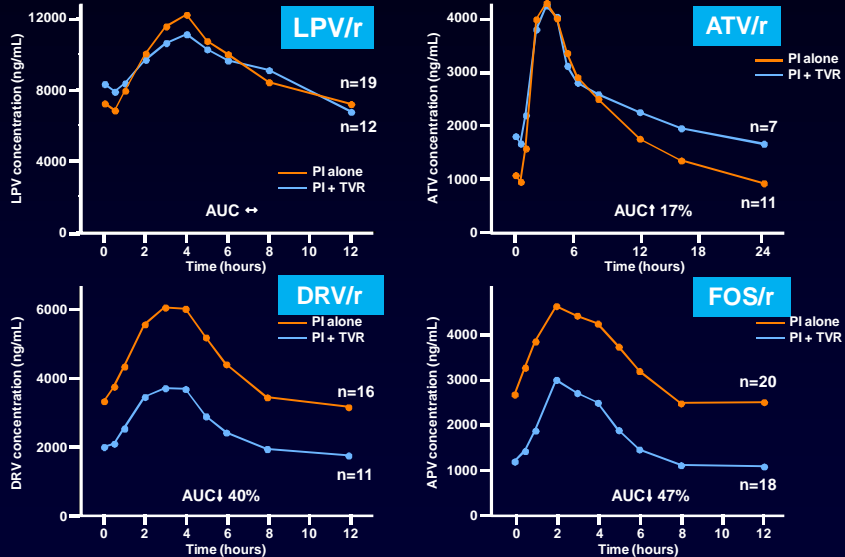 LPV/r
LPV concentration (ng/mL)
12000
8000
4000
0
n=19
n=12
PI alone
PI + TVR
AUC ↔
0
2
4
6
8
10
12
Time (hours)
ATV/r
ATV concentration (ng/mL)
4000
3000
2000
1000
0
PI alone
PI + TVR
n=7
n=11
AUC↑ 17%
0
6
12
18
24
Time (hours)
DRV/r
DRV concentration (ng/mL)
6000
4000
2000
0
PI alone
PI + TVR
n=16
n=11
AUC↓ 40%
0
2
4
6
8
10
12
Time (hours)
FOS/r
APV concentration (ng/mL)
4000
3000
2000
1000
0
PI alone
PI + TVR
n=20
n=18
AUC↓ 47%
0
2
4
6
8
10
12
Time (hours)